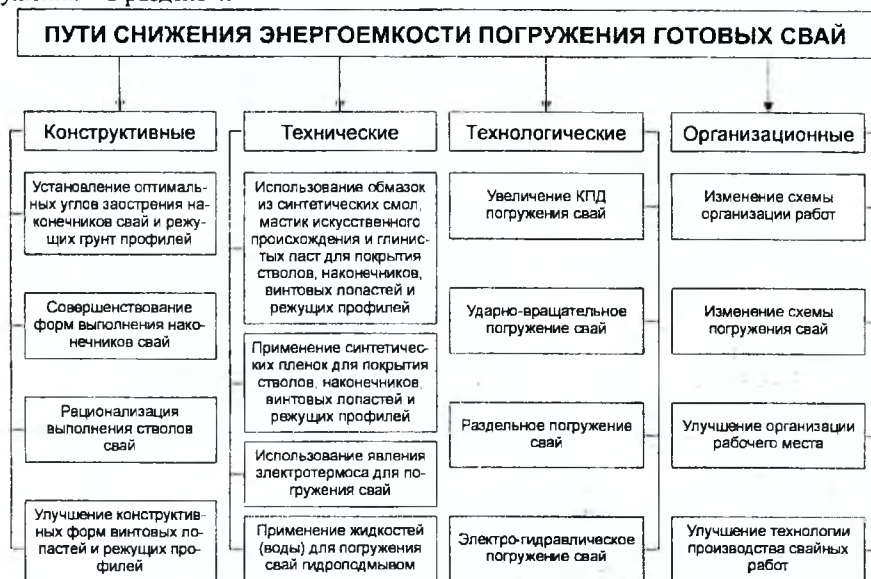 ПУТИ СНИЖЕНИЯ ЭНЕРГОЕМКОСТИ ПОГРУЖЕНИЯ ГОТОВЫХ СВАЙ
Конструктивные
Установление оптималь-
ных углов заострения на-
конечников свай и режу-
щих грунт профилей
Совершенствование
форм выполнения нако-
нечников свай
Рационализация
выполнения стволов
свай
Улучшение конструктив-
ных форм винтовых ло-
пастей и режущих про-
филей
Технические
Использование обмазок
из синтетических смол,
мастик искусственного
происхождения и глинис-
тых паст для покрытия
стволов, наконечников,
винтовых лопастей и
режущих профилей
Применение синтетичес-
ких пленок для покрытия
стволов, наконечников,
винтовых лопастей и
режущих профилей
Использование явления
электротермоса для по-
гружения свай
Применение жидкостей
(воды) для погружения
свай гидроподмывом
Технологические
Увеличение КПД
погружения свай
Ударно-вращательное
погружение свай
Раздельное погружение
свай
Электро-гидравлическое
погружение свай
Организационные
Изменение схемы
организации работ
Изменение схемы
погружения свай
Улучшение организации
рабочего места
Улучшение технологии
производства свайных
работ